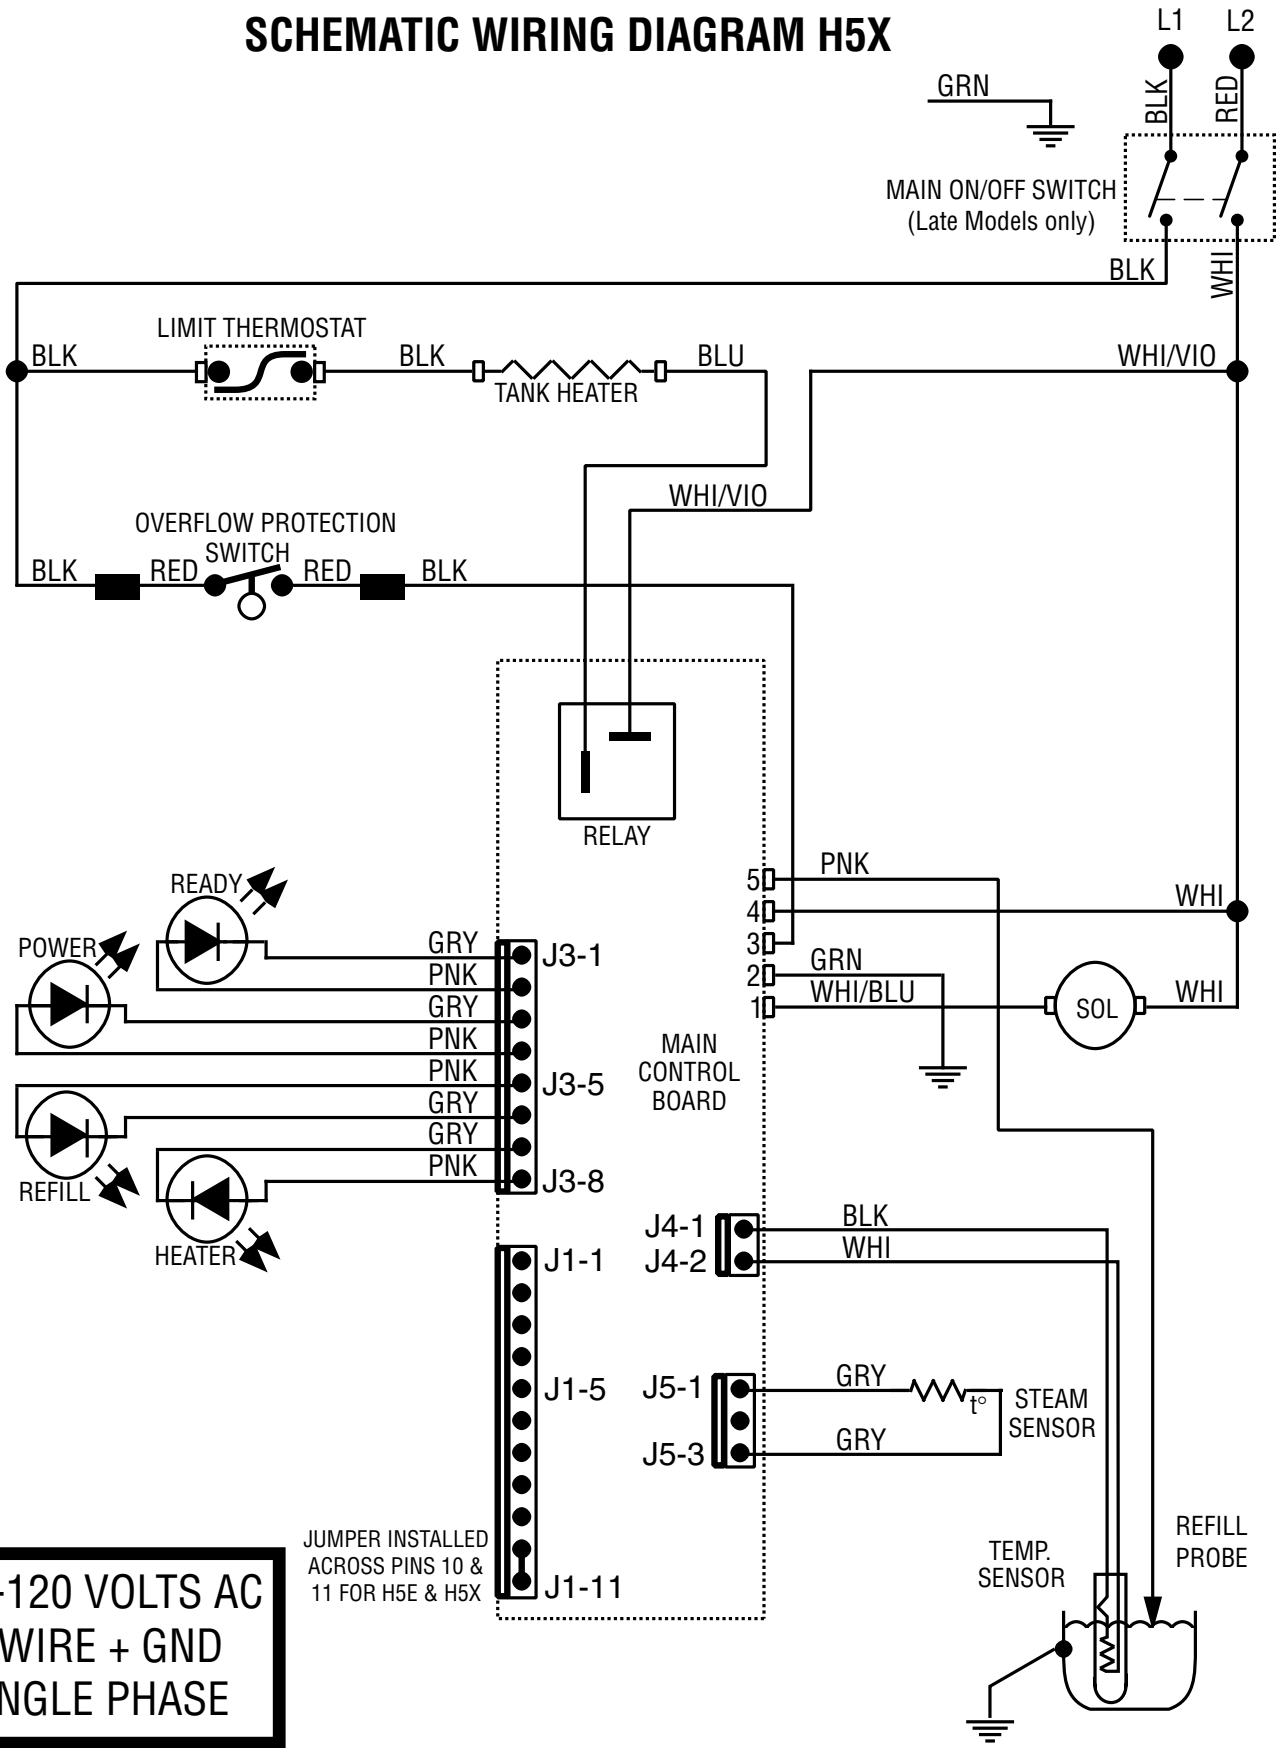 SCHEMATIC WIRING DIAGRAM H5X
L1
L2
GRN
BLK
RED
MAIN ON/OFF SWITCH
(Late Models only)
BLK
WHI
LIMIT THERMOSTAT
BLK
BLK
BLU
WHI/VIO
TANK HEATER
WHI/VIO
OVERFLOW PROTECTION
SWITCH
BLK
RED
RED
BLK
RELAY
READY
POWER
REFILL
HEATER
GRY
PNK
GRY
PNK
PNK
GRY
GRY
PNK
J3-1
J3-5
J3-8
5
4
3
2
1
PNK
WHI
GRN
WHI/BLU
SOL
WHI
MAIN
CONTROL
BOARD
J4-1
J4-2
BLK
WHI
J1-1
J1-5
J1-11
J5-1
J5-3
GRY
GRY
t°
STEAM
SENSOR
JUMPER INSTALLED
ACROSS PINS 10 &
11 FOR H5E & H5X
TEMP.
SENSOR
REFILL
PROBE
-120 VOLTS AC
WIRE + GND
NGLE PHASE